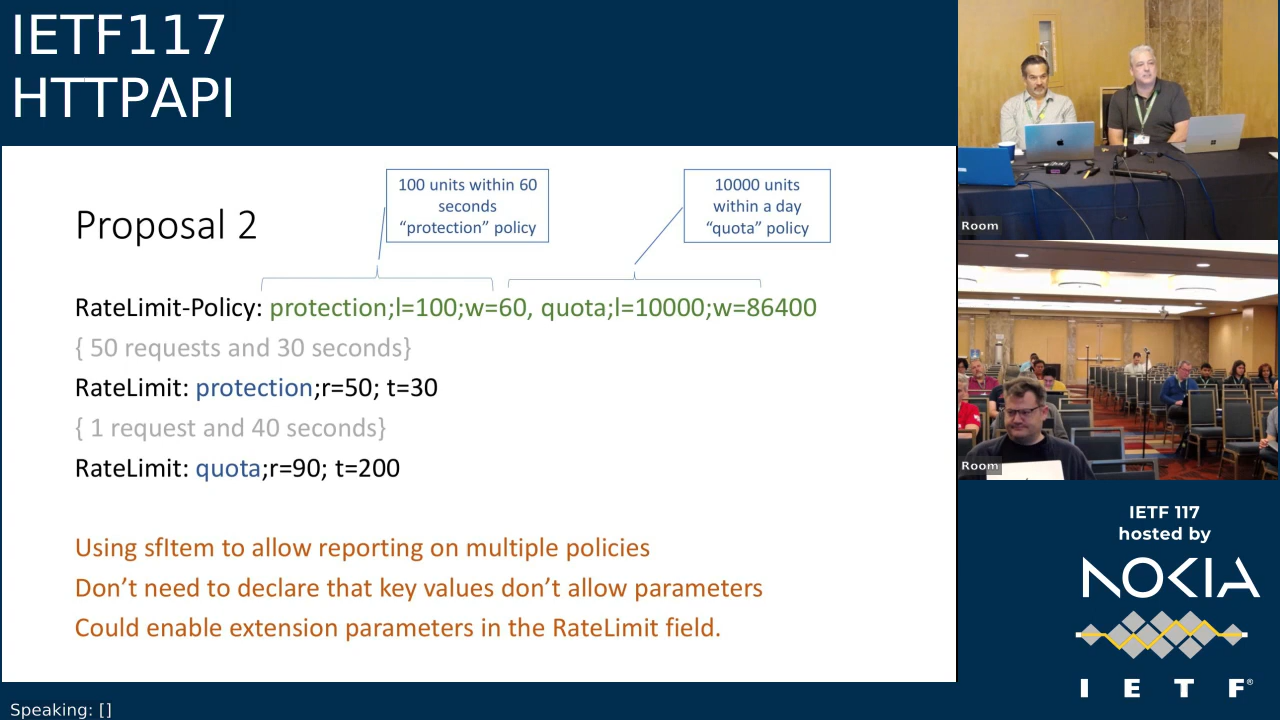 IETF117
HTTPAPI
100 units within 60
seconds
“protection” policy
10000 units
within a day
“quota” policy
Proposal 2
RateLimit-Policy: protection;l=100;w=60, quota;l=10000;w=86400
{ 50 requests and 30 seconds}
RateLimit: protection;r=50; t=30
{ 1 request and 40 seconds}
RateLimit: quota;r=90; t=200
Using sfItem to allow reporting on multiple policies
Don’t need to declare that key values don’t allow parameters
Could enable extension parameters in the RateLimit field.
Room
Room
IETF 117
hosted by
NOKIA
I E T F®
Speaking: []